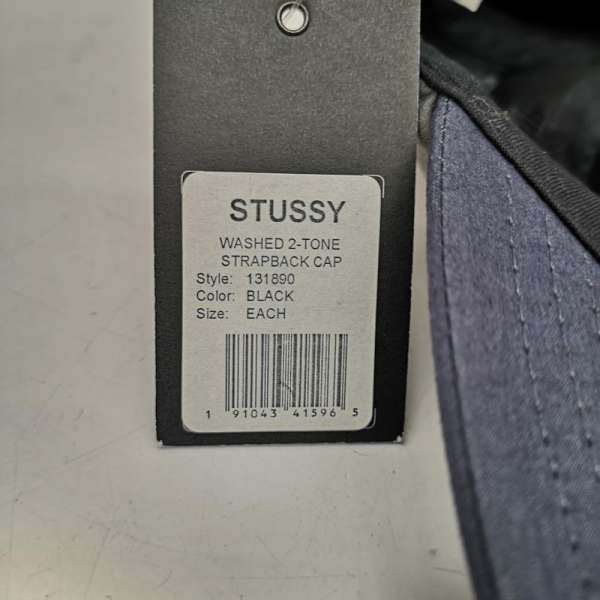 STUSSY
WASHED 2-TONE
STRAPBACK CAP
Style: 131890
Color: BLACK
Size: EACH
1 91043 41596 5